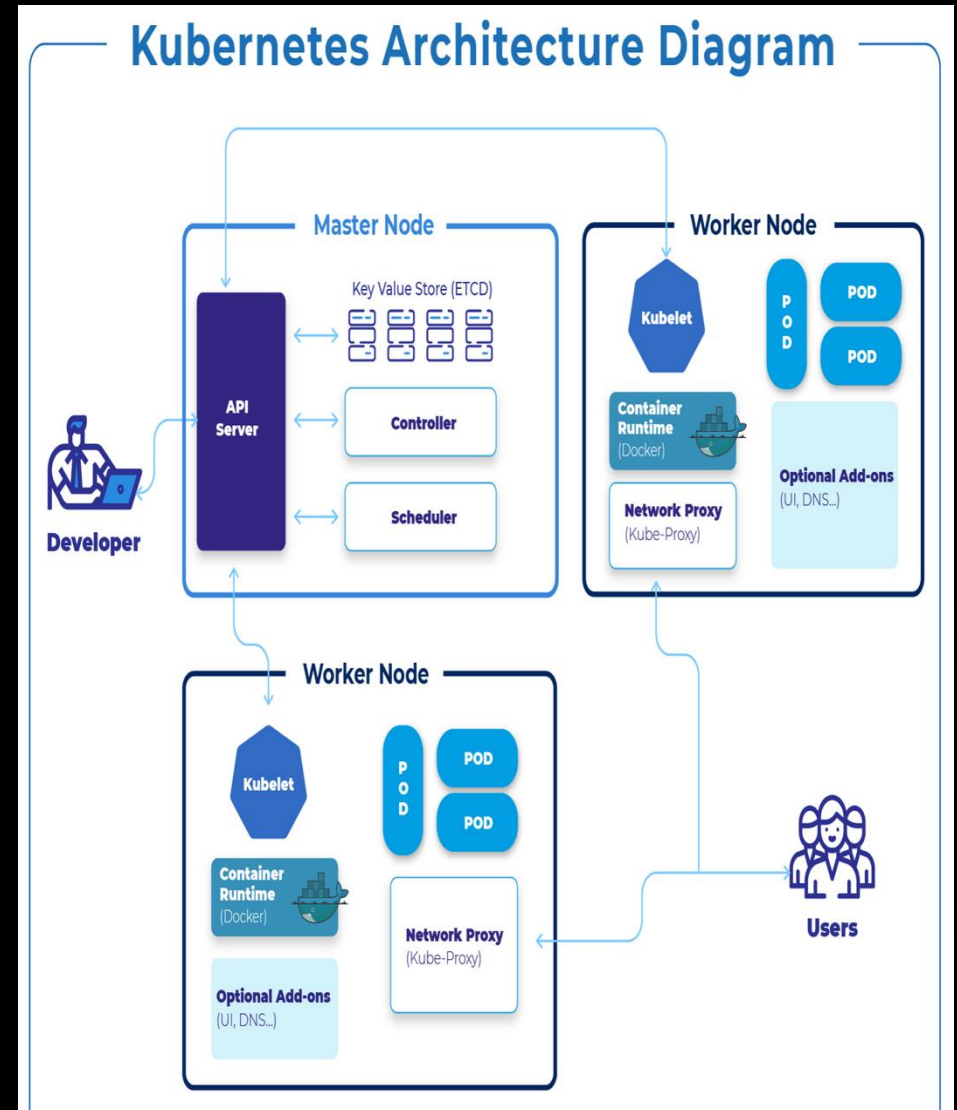 Kubernetes Architecture Diagram
Master Node
Key Value Store (ETCD)
API
Server
Controller
Scheduler
Developer
Worker Node
Kubelet
P
O
D
POD
POD
Container
Runtime
(Docker)
Network Proxy
(Kube-Proxy)
Optional Add-ons
(UI, DNS...)
Worker Node
Kubelet
P
O
D
POD
POD
Container
Runtime
(Docker)
Network Proxy
(Kube-Proxy)
Optional Add-ons
(UI, DNS...)
Users